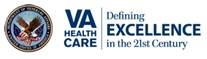 VA
HEALTH
CARE
Defining
EXCELLENCE
in the 21st Century